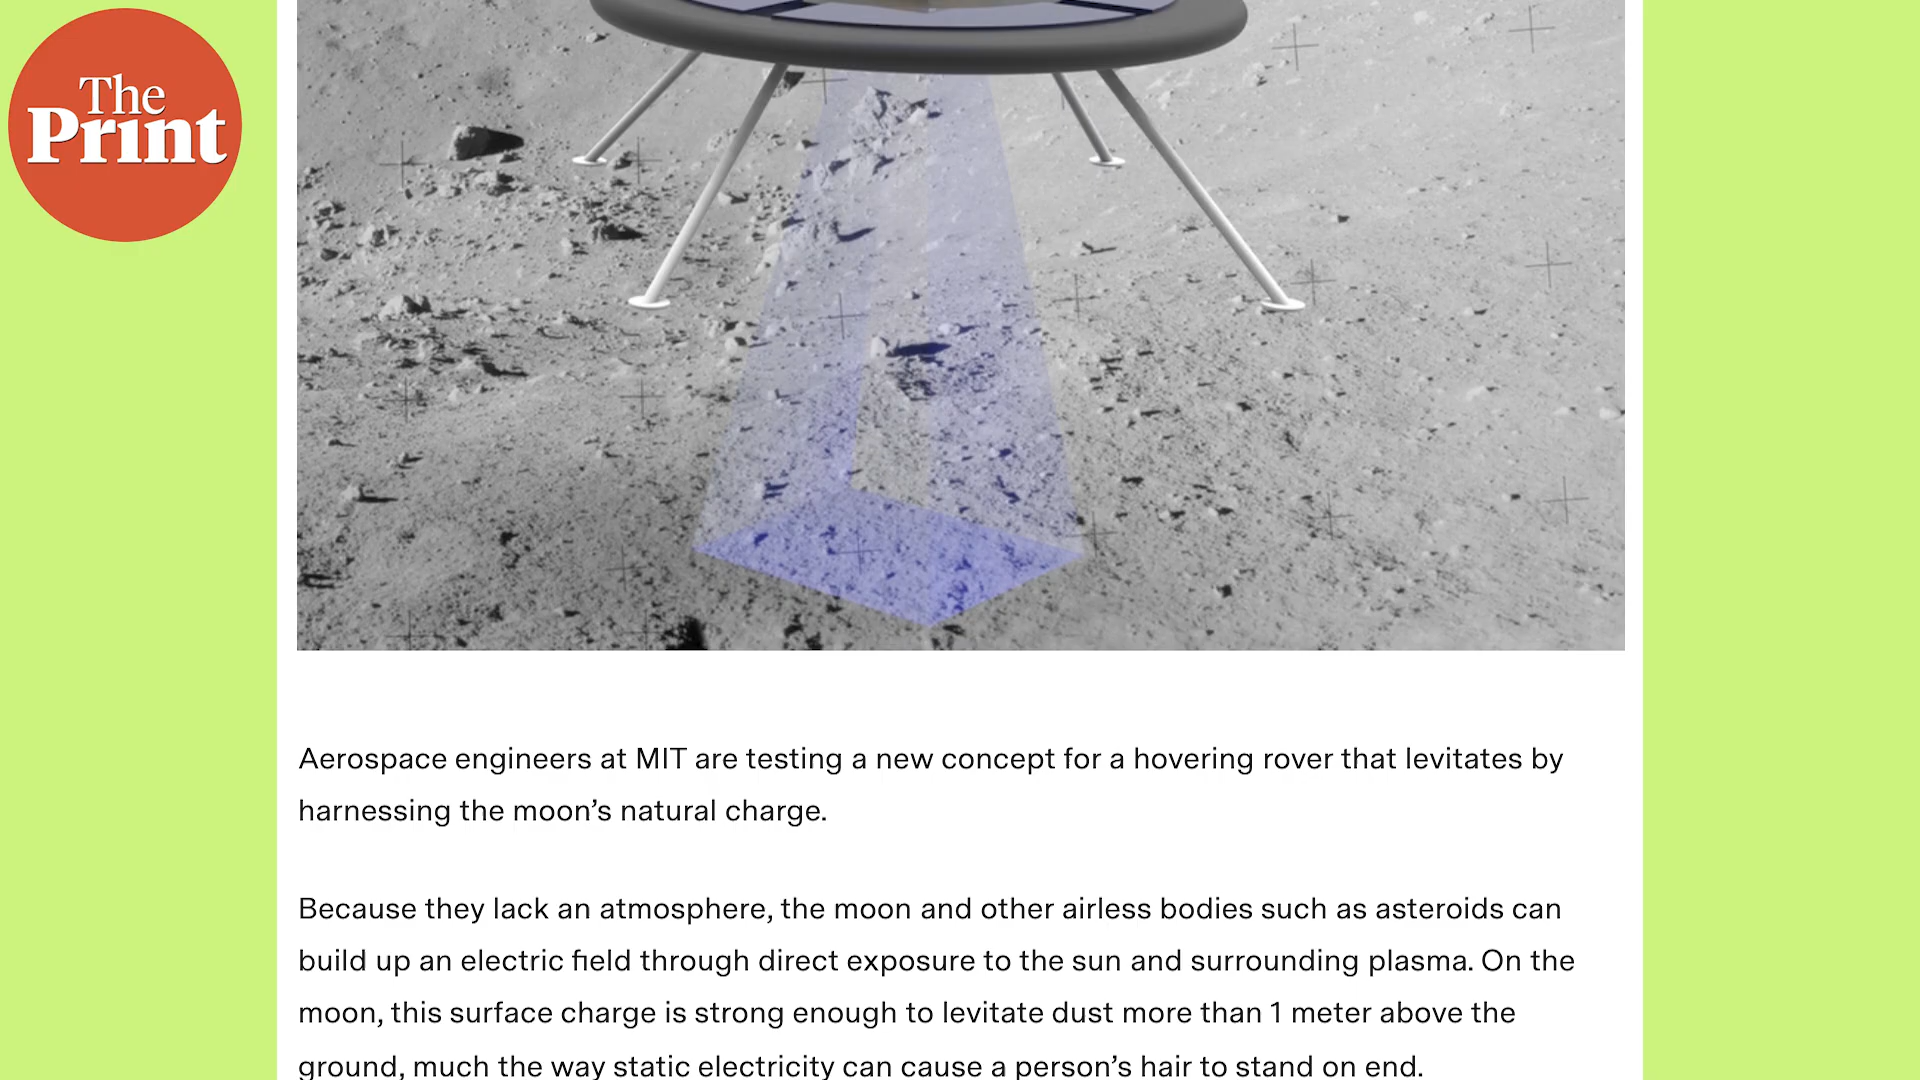 The
Print
Aerospace engineers at MIT are testing a new concept for a hovering rover that levitates by
harnessing the moon’s natural charge.
Because they lack an atmosphere, the moon and other airless bodies such as asteroids can
build up an electric field through direct exposure to the sun and surrounding plasma. On the
moon, this surface charge is strong enough to levitate dust more than 1 meter above the
ground, much the way static electricity can cause a person’s hair to stand on end.